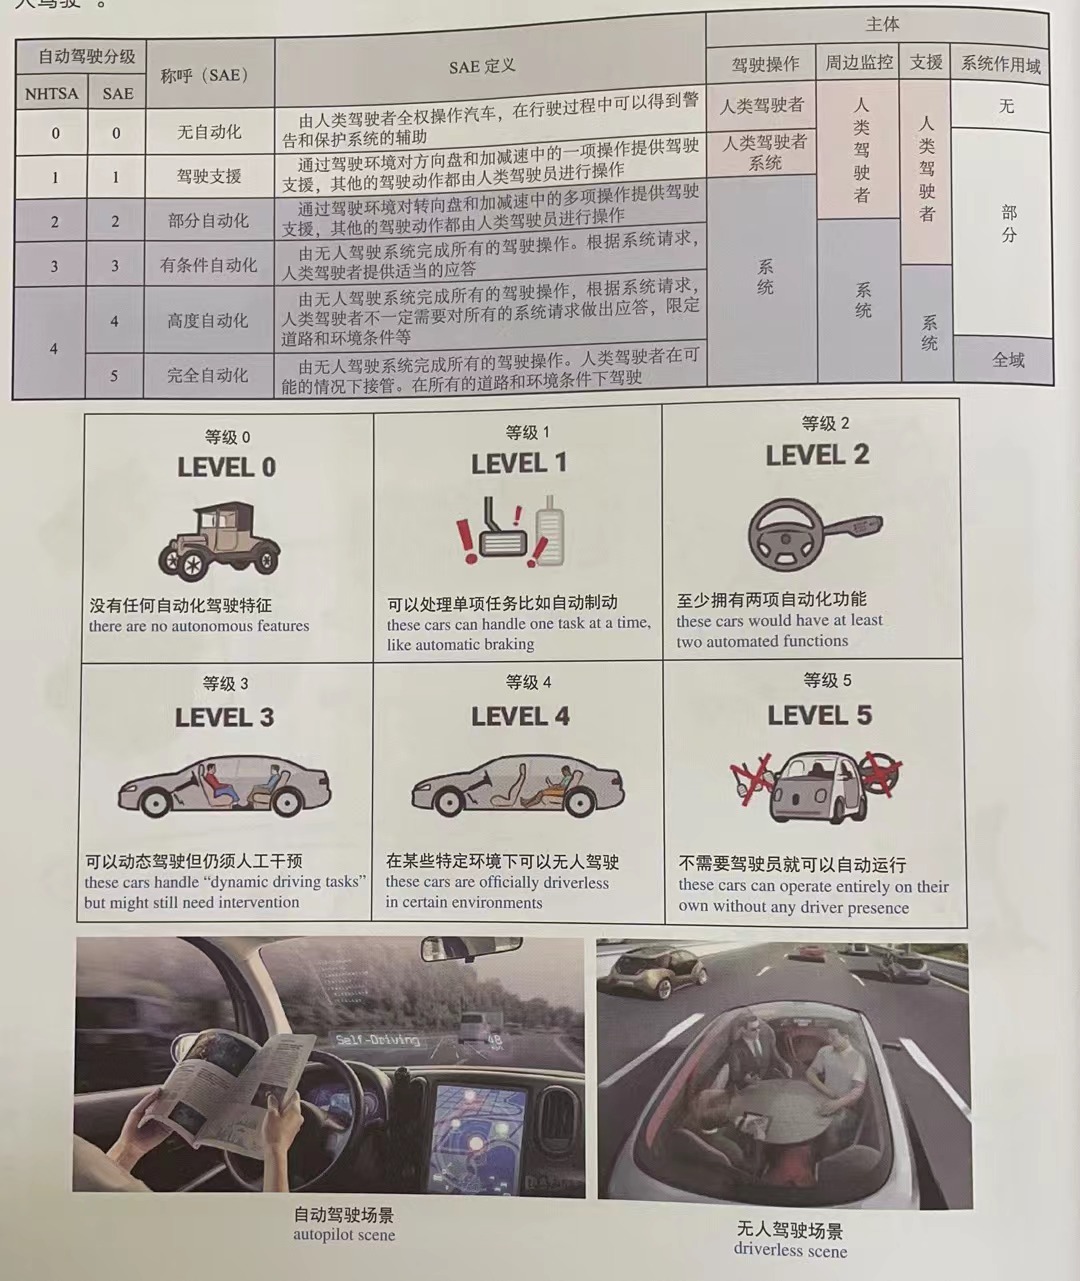 人驾驶”。
自动驾驶分级
NHTSA
SAE
称呼（SAE）
SAE 定义
主体
驾驶操作
周边监控
支援
系统作用域
0
0
无自动化
由人类驾驶者全权操作汽车，在行驶过程中可以得到警
告和保护系统的辅助
人类驾驶者
人类驾驶者
人类驾驶者
无
1
1
驾驶支援
通过驾驶环境对方向盘和加减速中的一项操作提供驾驶
支援，其他的驾驶动作都由人类驾驶员进行操作
人类驾驶者
系统
部分
2
2
部分自动化
通过驾驶环境对转向盘和加减速中的多项操作提供驾驶
支援，其他的驾驶动作都由人类驾驶员进行操作
系统
3
3
有条件自动化
由无人驾驶系统完成所有的驾驶操作。根据系统请求，
人类驾驶者提供适当的应答
系统
4
4
高度自动化
由无人驾驶系统完成所有的驾驶操作，根据系统请求，
人类驾驶者不一定需要对所有的系统请求做出应答，限定
道路和环境条件等
系统
5
完全自动化
由无人驾驶系统完成所有的驾驶操作。人类驾驶者在可
能的情况下接管。在所有的道路和环境条件下驾驶
全域
等级 0
LEVEL 0
没有任何自动化驾驶特征
there are no autonomous features
等级 1
LEVEL 1
可以处理单项任务比如自动制动
these cars can handle one task at a time,
like automatic braking
等级 2
LEVEL 2
至少拥有两项自动化功能
these cars would have at least
two automated functions
等级 3
LEVEL 3
可以动态驾驶但仍须人工干预
these cars handle “dynamic driving tasks”
but might still need intervention
等级 4
LEVEL 4
在某些特定环境下可以无人驾驶
these cars are officially driverless
in certain environments
等级 5
LEVEL 5
不需要驾驶员就可以自动运行
these cars can operate entirely on their
own without any driver presence
Self-Driving
48
自动驾驶场景
autopilot scene
无人驾驶场景
driverless scene